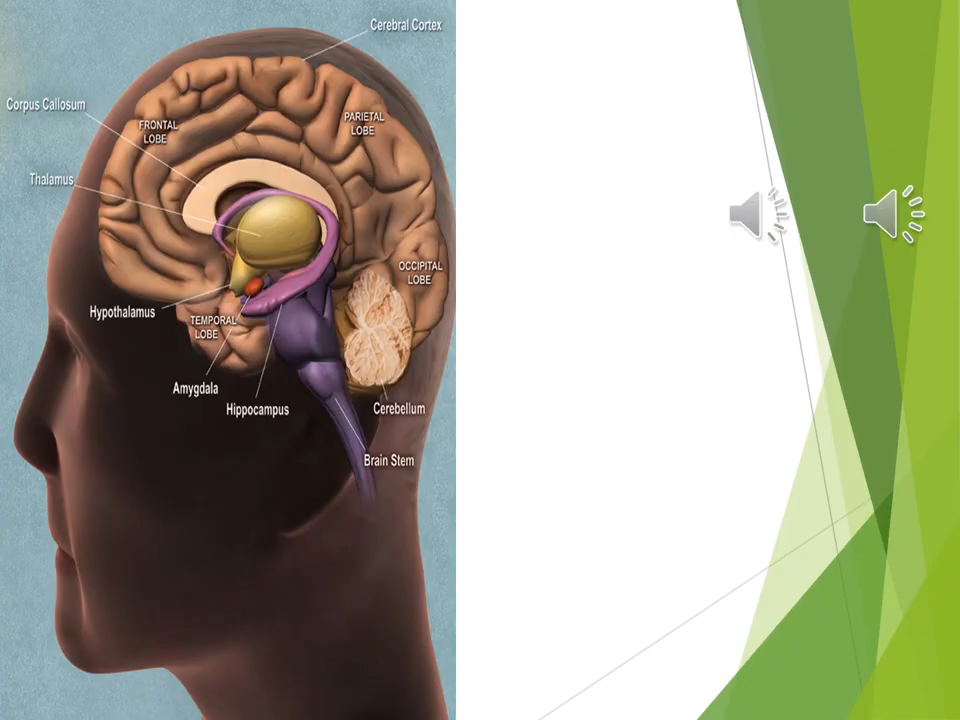 Cerebral Cortex
Corpus Callosum
FRONTAL
LOBE
PARIETAL
LOBE
Thalamus
OCCIPITAL
LOBE
Hypothalamus
TEMPORAL
LOBE
Amygdala
Hippocampus
Cerebellum
Brain Stem